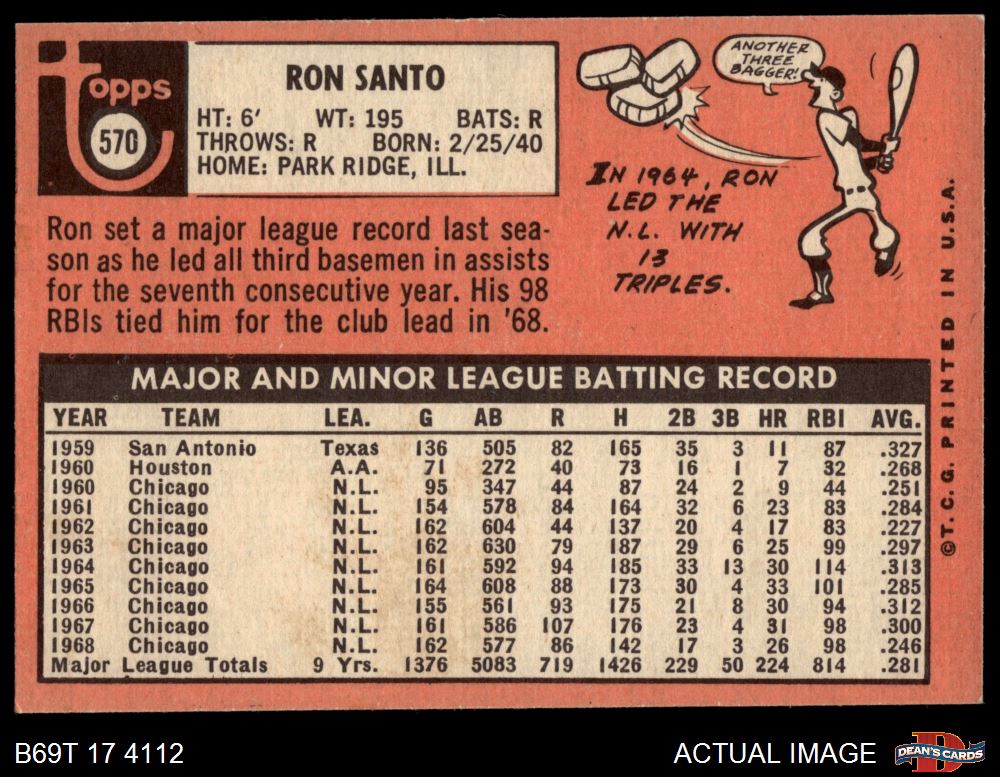 Topps
570
RON SANTO
HT: 6' WT: 195 BATS: R
THROWS: R BORN: 2/25/40
HOME: PARK RIDGE, ILL.
ANOTHER
THREE
BAGGER!
IN 1964, RON
LED THE
N.L. WITH
13
TRIPLES.
Ron set a major league record last sea-
son as he led all third basemen in assists
for the seventh consecutive year. His 98
RBIs tied him for the club lead in '68.
MAJOR AND MINOR LEAGUE BATTING RECORD
YEAR TEAM LEA. G AB R H 2B 3B HR RBI AVG.
1959 San Antonio Texas 136 505 82 165 35 3 11 87 .327
1960 Houston A.A. 71 272 40 73 16 1 7 32 .268
1960 Chicago N.L. 95 347 44 87 24 2 9 44 .251
1961 Chicago N.L. 154 578 84 164 32 6 23 83 .284
1962 Chicago N.L. 162 604 44 137 20 4 17 83 .227
1963 Chicago N.L. 162 630 79 187 29 6 25 99 .297
1964 Chicago N.L. 161 592 94 185 33 13 30 114 .313
1965 Chicago N.L. 164 608 88 173 30 4 33 101 .285
1966 Chicago N.L. 155 561 93 175 21 8 30 94 .312
1967 Chicago N.L. 161 586 107 176 23 4 31 98 .300
1968 Chicago N.L. 162 577 86 142 17 3 26 98 .246
Major League Totals 9 Yrs. 1376 5083 719 1426 229 50 224 814 .281
©T. C. G. PRINTED IN U.S.A.
B69T 17 4112
ACTUAL IMAGE
DEAN'S CARDS